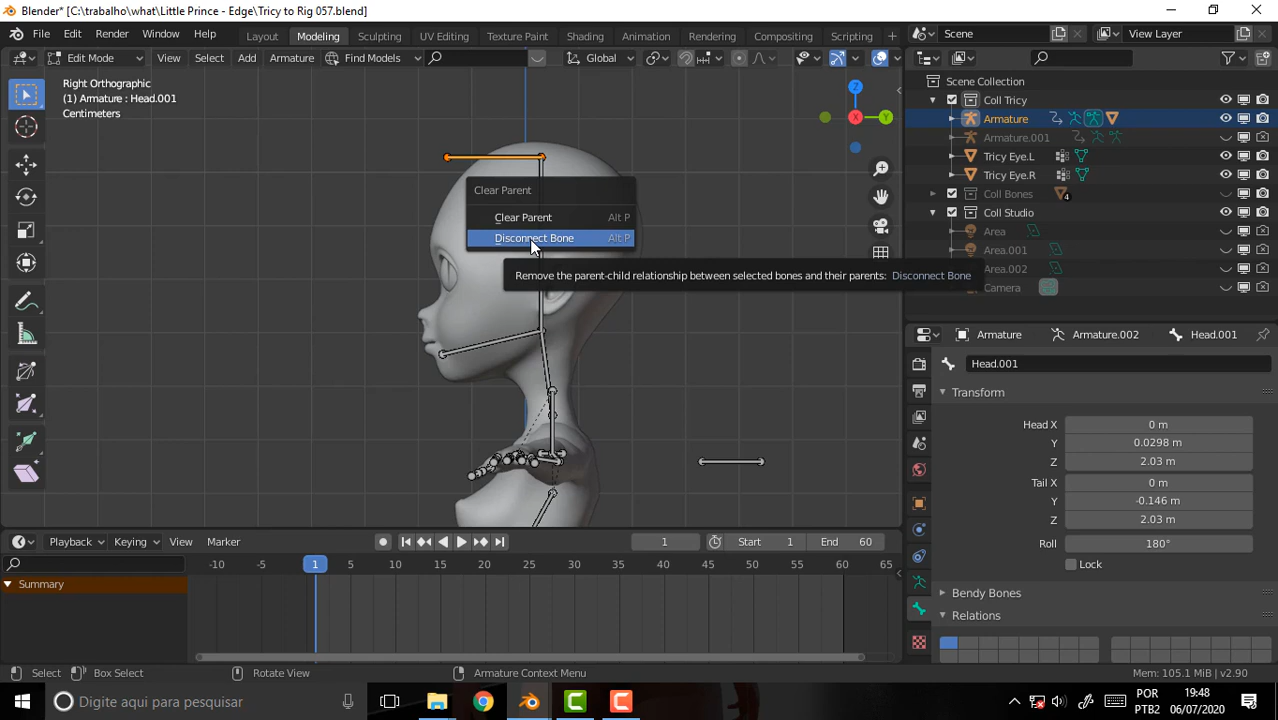 Blender* [C:\trabalho\what\Little Prince - Edge\Tricy to Rig 057.blend]
File Edit Render Window Help Layout Modeling Sculpting UV Editing Texture Paint Shading Animation Rendering Compositing Scripting Scene View Layer
Edit Mode View Select Add Armature Find Models Global
Right Orthographic
(1) Armature : Head.001
Centimeters
Z
X
Y
Clear Parent
Clear Parent Alt P
Disconnect Bone Alt P
Remove the parent-child relationship between selected bones and their parents: Disconnect Bone
Scene Collection
Coll Tricy
Armature
Armature.001
Tricy Eye.L
Tricy Eye.R
Coll Bones 4
Coll Studio
Area
Area.001
Area.002
Camera
Armature Armature.002 Head.001
Head.001
Transform
Head X 0 m
Y 0.0298 m
Z 2.03 m
Tail X 0 m
Y -0.146 m
Z 2.03 m
Roll 180°
Lock
Bendy Bones
Relations
Playback Keying View Marker 1 Start 1 End 60
-10 -5 1 5 10 15 20 25 30 35 40 45 50 55 60 65
Summary
Select Box Select Rotate View Armature Context Menu Mem: 105.1 MiB | v2.90
Digite aqui para pesquisar
POR
PTB2
19:48
06/07/2020